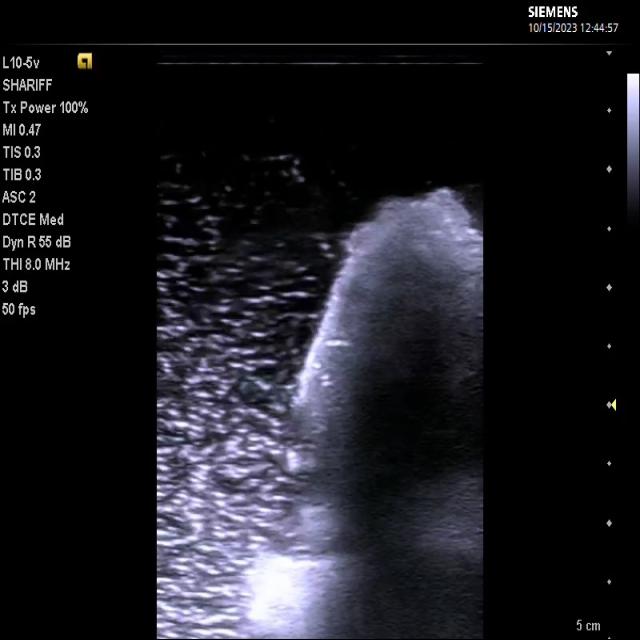 SIEMENS
10/15/2023 12:44:57
L10-5v
SHARIFF
Tx Power 100%
MI 0.47
TIS 0.3
TIB 0.3
ASC 2
DTCE Med
Dyn R 55 dB
THI 8.0 MHz
3 dB
50 fps
5 cm